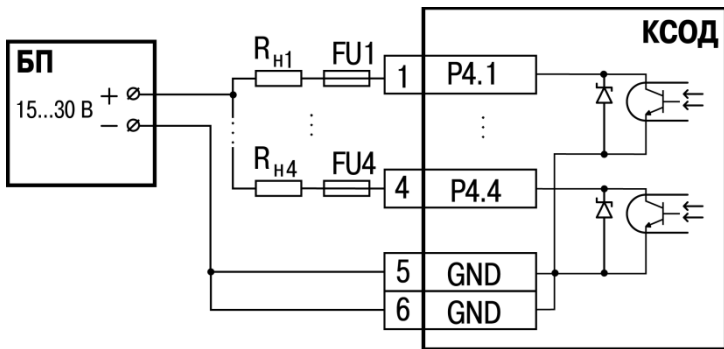 КСОД
БП
+
15...30 В
–
Rн1
FU1
1
P4.1
Rн4
FU4
4
P4.4
5
GND
6
GND